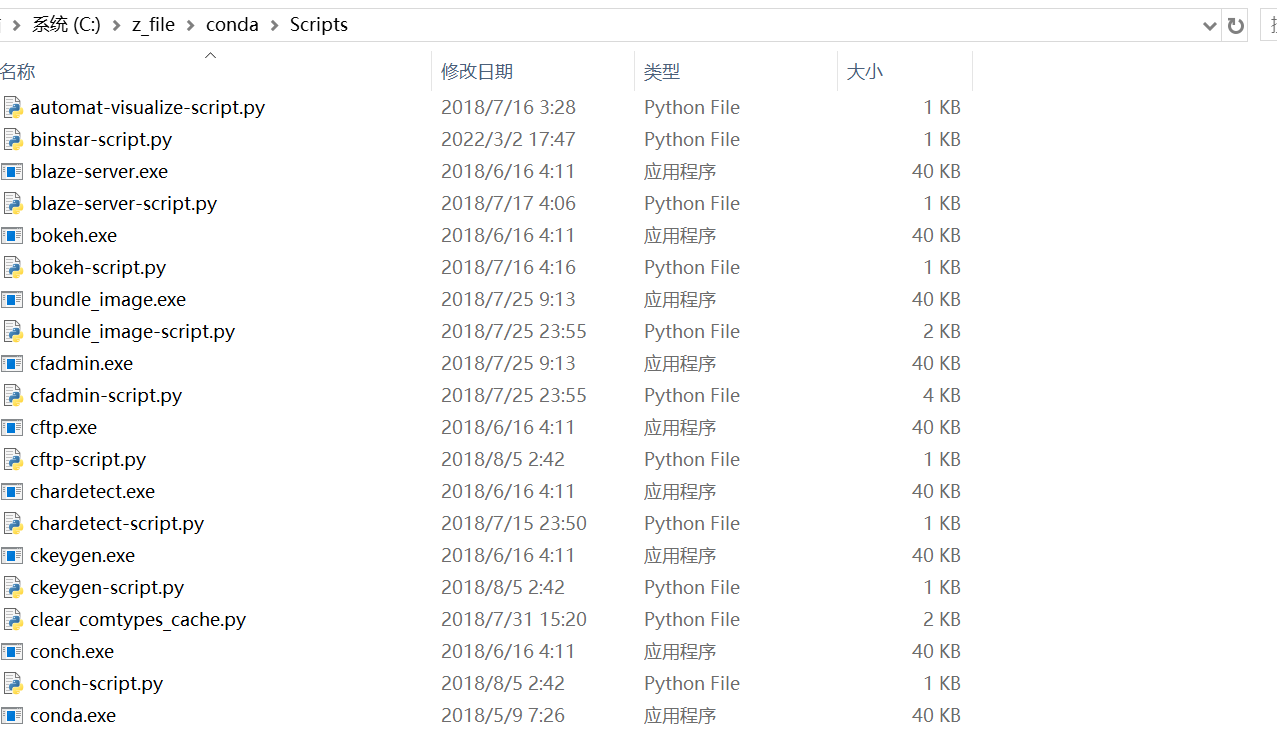 系统 (C:) › z_file › conda › Scripts
名称 修改日期 类型 大小
automat-visualize-script.py 2018/7/16 3:28 Python File 1 KB
binstar-script.py 2022/3/2 17:47 Python File 1 KB
blaze-server.exe 2018/6/16 4:11 应用程序 40 KB
blaze-server-script.py 2018/7/17 4:06 Python File 1 KB
bokeh.exe 2018/6/16 4:11 应用程序 40 KB
bokeh-script.py 2018/7/16 4:16 Python File 1 KB
bundle_image.exe 2018/7/25 9:13 应用程序 40 KB
bundle_image-script.py 2018/7/25 23:55 Python File 2 KB
cfadmin.exe 2018/7/25 9:13 应用程序 40 KB
cfadmin-script.py 2018/7/25 23:55 Python File 4 KB
cftp.exe 2018/6/16 4:11 应用程序 40 KB
cftp-script.py 2018/8/5 2:42 Python File 1 KB
chardetect.exe 2018/6/16 4:11 应用程序 40 KB
chardetect-script.py 2018/7/15 23:50 Python File 1 KB
ckeygen.exe 2018/6/16 4:11 应用程序 40 KB
ckeygen-script.py 2018/8/5 2:42 Python File 1 KB
clear_comtypes_cache.py 2018/7/31 15:20 Python File 2 KB
conch.exe 2018/6/16 4:11 应用程序 40 KB
conch-script.py 2018/8/5 2:42 Python File 1 KB
conda.exe 2018/5/9 7:26 应用程序 40 KB